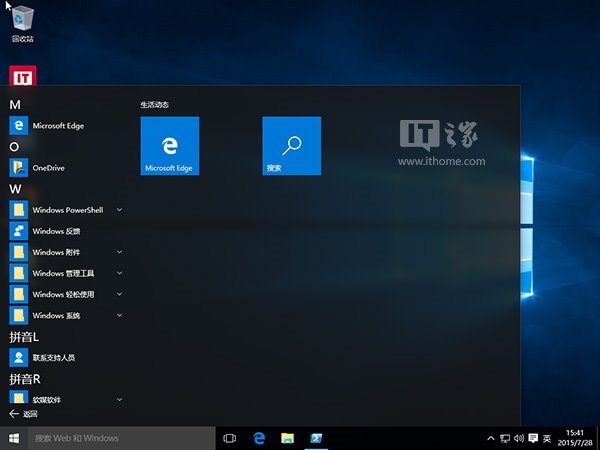 回收站
IT
M
Microsoft Edge
O
OneDrive
W
Windows PowerShell
Windows 反馈
Windows 附件
Windows 管理工具
Windows 轻松使用
Windows 系统
拼音L
联系支持人员
拼音R
软媒软件
返回
生活动态
Microsoft Edge
搜索
IT之家
www.ithome.com
搜索 Web 和 Windows
英
15:41
2015/7/28